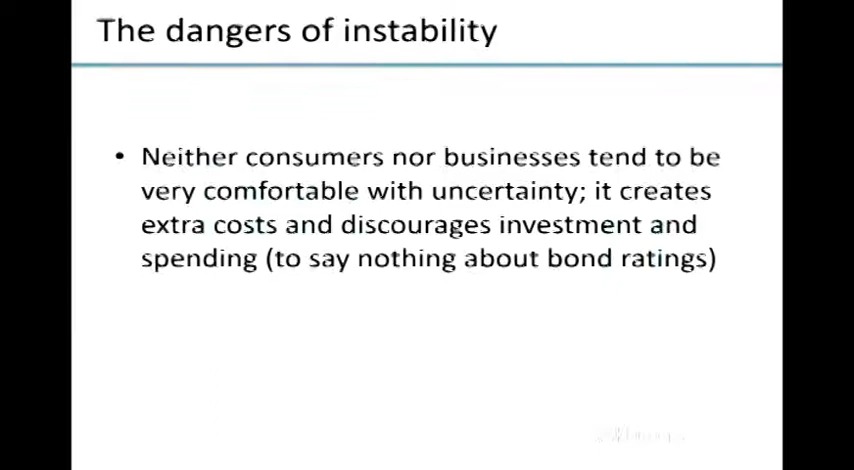 The dangers of instability
• Neither consumers nor businesses tend to be
very comfortable with uncertainty; it creates
extra costs and discourages investment and
spending (to say nothing about bond ratings)